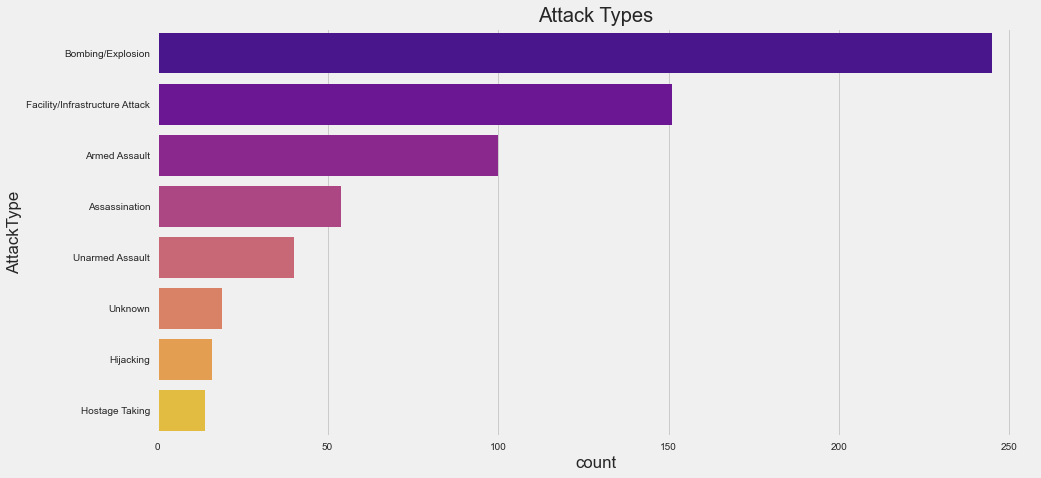 Attack Types
AttackType
Bombing/Explosion
Facility/Infrastructure Attack
Armed Assault
Assassination
Unarmed Assault
Unknown
Hijacking
Hostage Taking
0 50 100 150 200 250
count